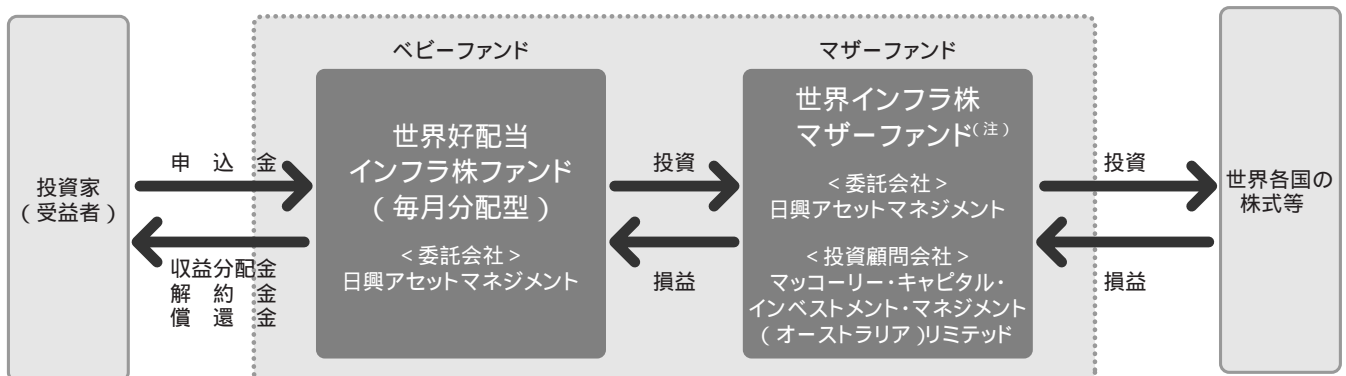 投資家
(受益者)
申込金
収益分配金
解約金
償還金
ベビーファンド
世界好配当
インフラ株ファンド
(毎月分配型)
<委託会社>
日興アセットマネジメント
投資
損益
マザーファンド
世界インフラ株
マザーファンド(注)
<委託会社>
日興アセットマネジメント
<投資顧問会社>
マッコーリー・キャピタル・
インベストメント・マネジメント
(オーストラリア)リミテッド
投資
損益
世界各国の
株式等